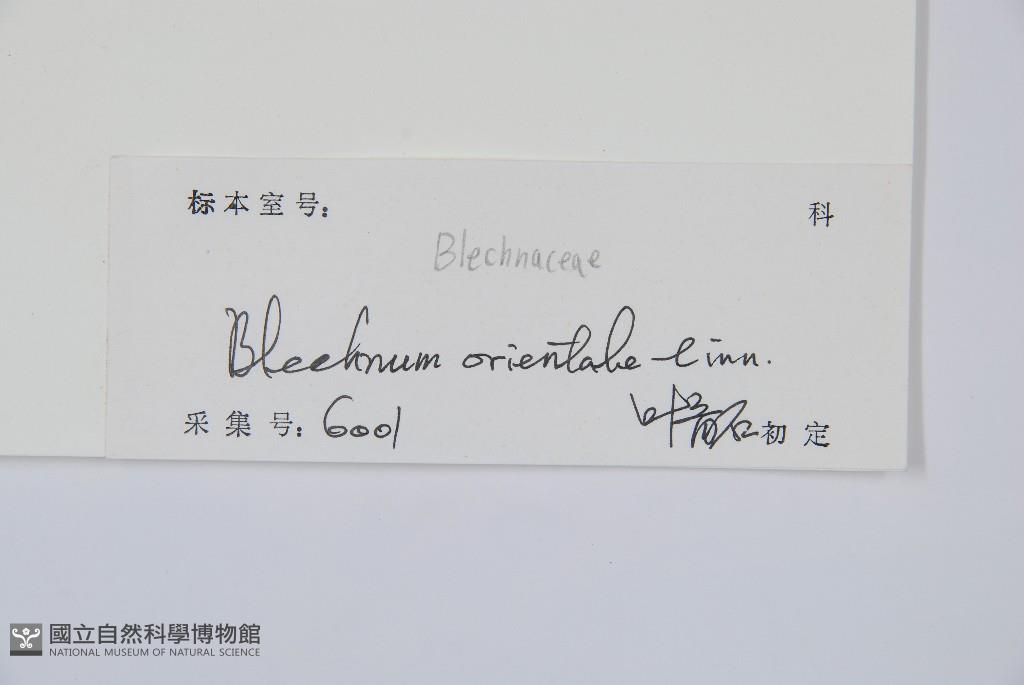 标本室号： 科
Blechnaceae
Blechnum orientale Linn.
采集号：6001 初定
國立自然科學博物館
NATIONAL MUSEUM OF NATURAL SCIENCE